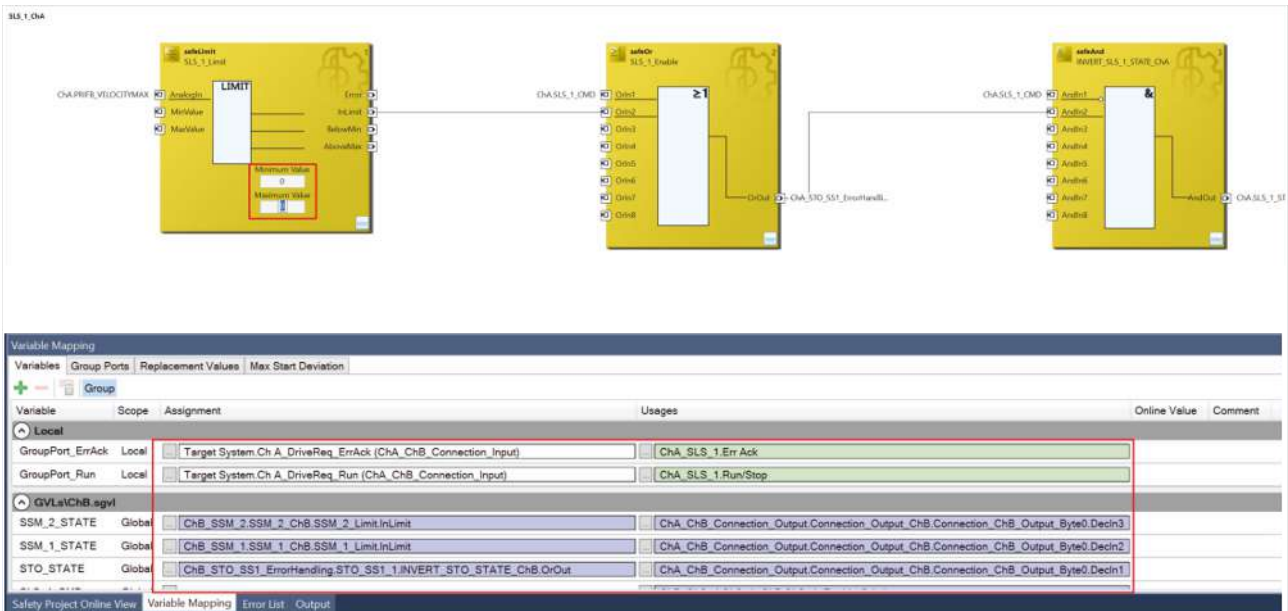 SLS_1_ChA
safeLimit
SLS_1_Limit
1
LIMIT
ChA.PRIFB_VELOCITYMAX
AnalogIn
MinValue
MaxValue
Error
InLimit
BelowMin
AboveMax
Minimum Value
0
Maximum Value
safeOr
SLS_1_Enable
2
≥1
ChA.SLS_1_CMD
OrIn1
OrIn2
OrIn3
OrIn4
OrIn5
OrIn6
OrIn7
OrIn8
OrOut
ChA_STO_SS1_ErrorHandli...
safeAnd
INVERT_SLS_1_STATE_ChA
3
&
ChA.SLS_1_CMD
AndIn1
AndIn2
AndIn3
AndIn4
AndIn5
AndIn6
AndIn7
AndIn8
AndOut
ChA.SLS_1_ST
Variable Mapping
Variables Group Ports Replacement Values Max Start Deviation
Group
Variable Scope Assignment Usages Online Value Comment
Local
GroupPort_ErrAck Local ... Target System.Ch A_DriveReq_ErrAck (ChA_ChB_Connection_Input) ... ChA_SLS_1.Err Ack
GroupPort_Run Local ... Target System.Ch A_DriveReq_Run (ChA_ChB_Connection_Input) ... ChA_SLS_1.Run/Stop
GVLs\ChB.sgvl
SSM_2_STATE Global ... ChB_SSM_2.SSM_2_ChB.SSM_2_Limit.InLimit ... ChA_ChB_Connection_Output.Connection_Output_ChB.Connection_ChB_Output_Byte0.DecIn3
SSM_1_STATE Global ... ChB_SSM_1.SSM_1_ChB.SSM_1_Limit.InLimit ... ChA_ChB_Connection_Output.Connection_Output_ChB.Connection_ChB_Output_Byte0.DecIn2
STO_STATE Global ... ChB_STO_SS1_ErrorHandling.STO_SS1_1.INVERT_STO_STATE_ChB.OrOut ... ChA_ChB_Connection_Output.Connection_Output_ChB.Connection_ChB_Output_Byte0.DecIn1
Safety Project Online View Variable Mapping Error List Output